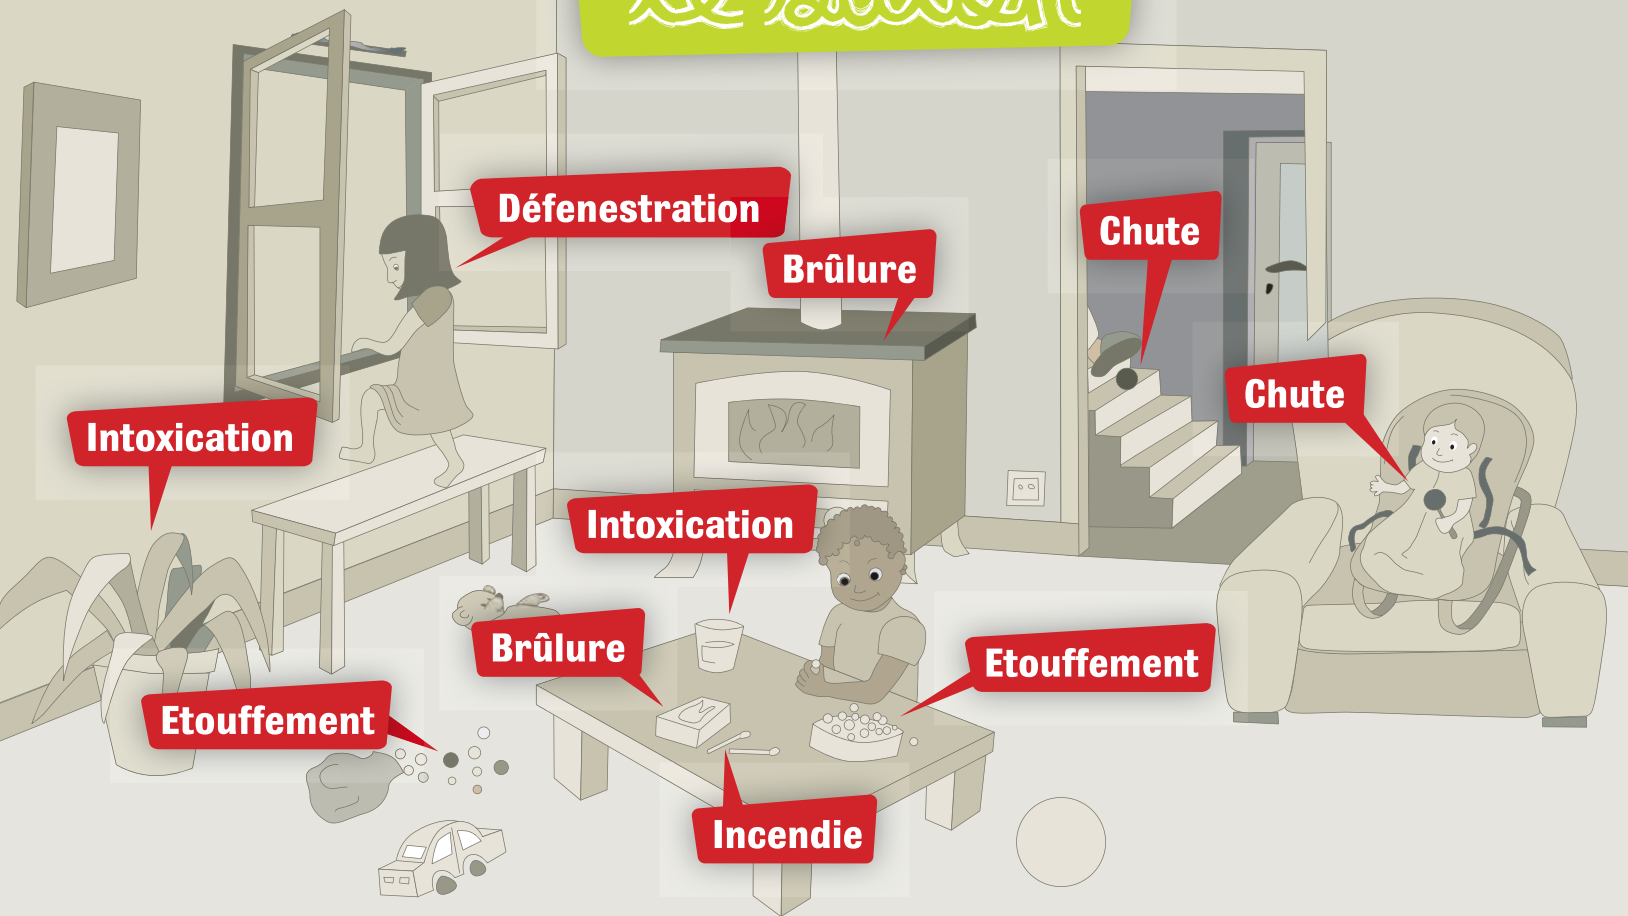 Défenestration
Chute
Brûlure
Chute
Intoxication
Intoxication
Brûlure
Etouffement
Etouffement
Incendie